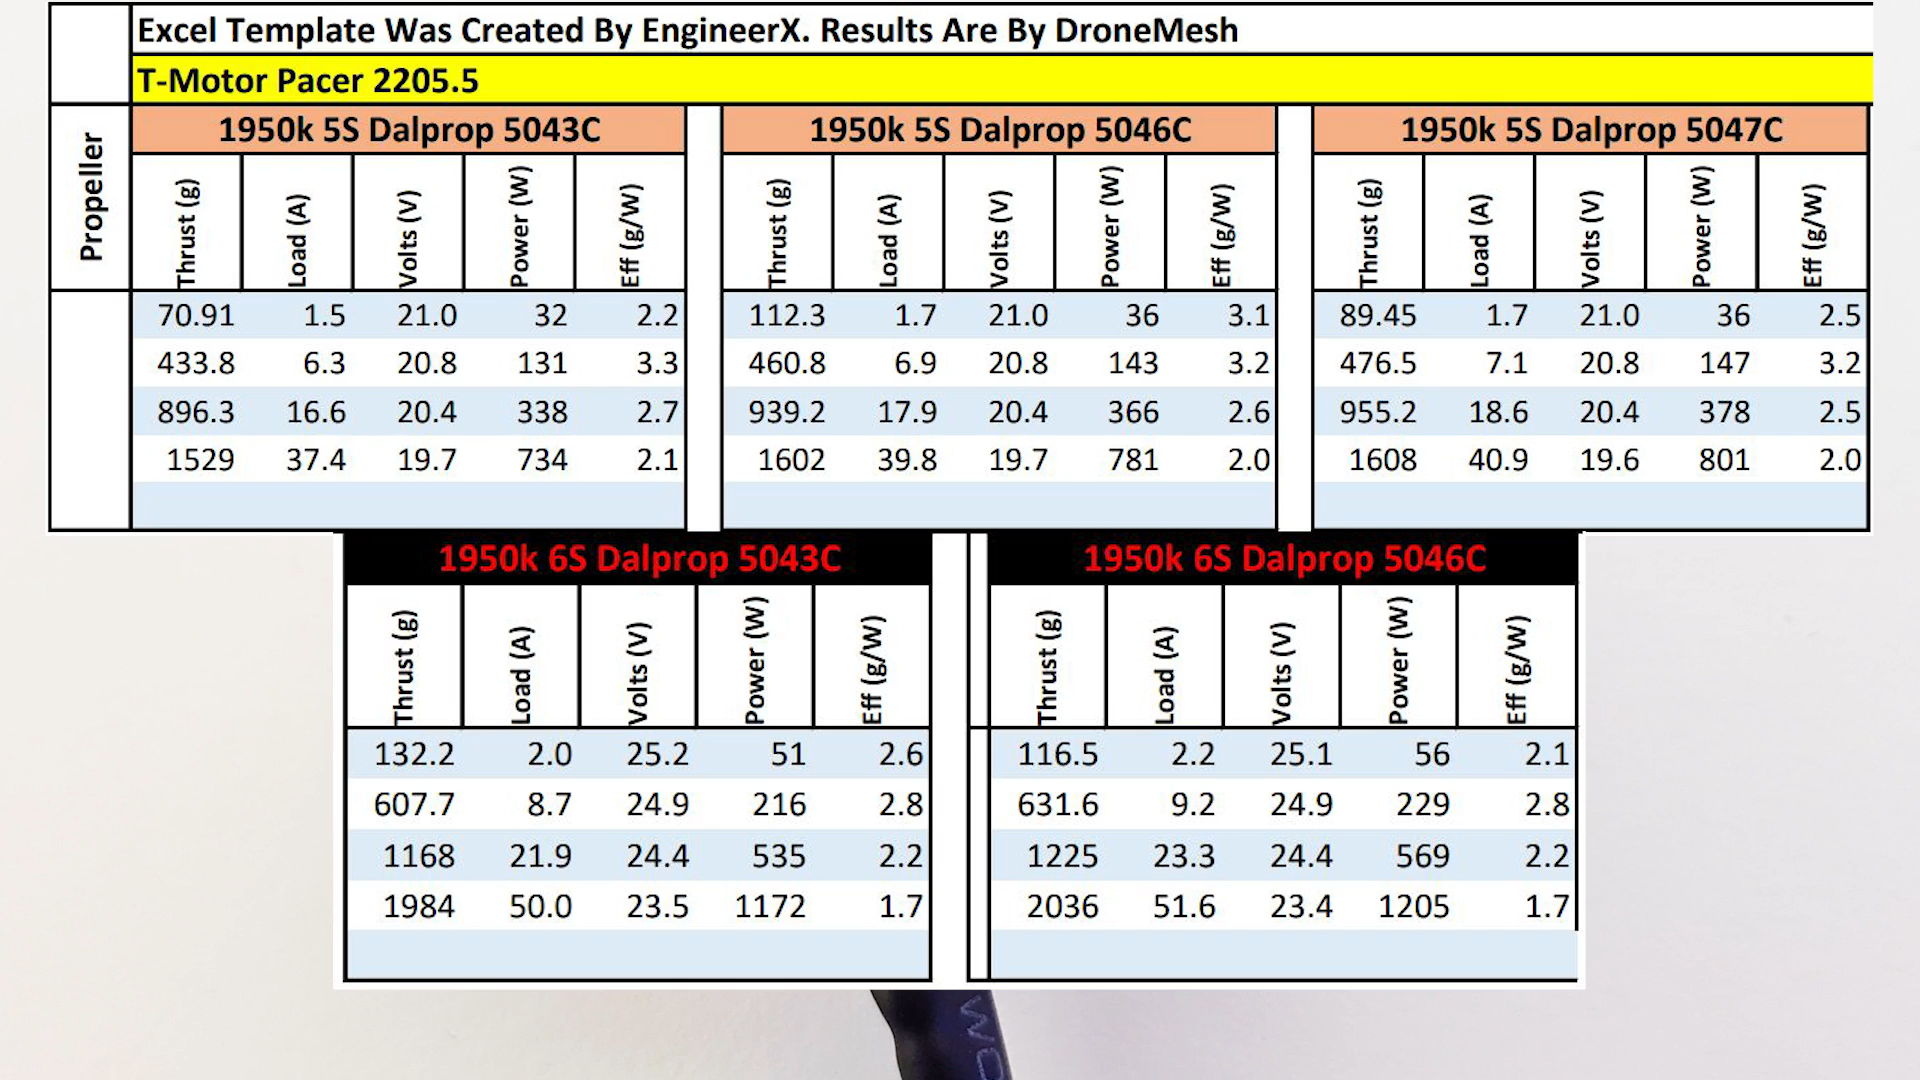 Excel Template Was Created By EngineerX. Results Are By DroneMesh
T-Motor Pacer 2205.5
Propeller
1950k 5S Dalprop 5043C
Thrust (g) Load (A) Volts (V) Power (W) Eff (g/W)
70.91 1.5 21.0 32 2.2
433.8 6.3 20.8 131 3.3
896.3 16.6 20.4 338 2.7
1529 37.4 19.7 734 2.1
1950k 5S Dalprop 5046C
Thrust (g) Load (A) Volts (V) Power (W) Eff (g/W)
112.3 1.7 21.0 36 3.1
460.8 6.9 20.8 143 3.2
939.2 17.9 20.4 366 2.6
1602 39.8 19.7 781 2.0
1950k 5S Dalprop 5047C
Thrust (g) Load (A) Volts (V) Power (W) Eff (g/W)
89.45 1.7 21.0 36 2.5
476.5 7.1 20.8 147 3.2
955.2 18.6 20.4 378 2.5
1608 40.9 19.6 801 2.0
1950k 6S Dalprop 5043C
Thrust (g) Load (A) Volts (V) Power (W) Eff (g/W)
132.2 2.0 25.2 51 2.6
607.7 8.7 24.9 216 2.8
1168 21.9 24.4 535 2.2
1984 50.0 23.5 1172 1.7
1950k 6S Dalprop 5046C
Thrust (g) Load (A) Volts (V) Power (W) Eff (g/W)
116.5 2.2 25.1 56 2.1
631.6 9.2 24.9 229 2.8
1225 23.3 24.4 569 2.2
2036 51.6 23.4 1205 1.7